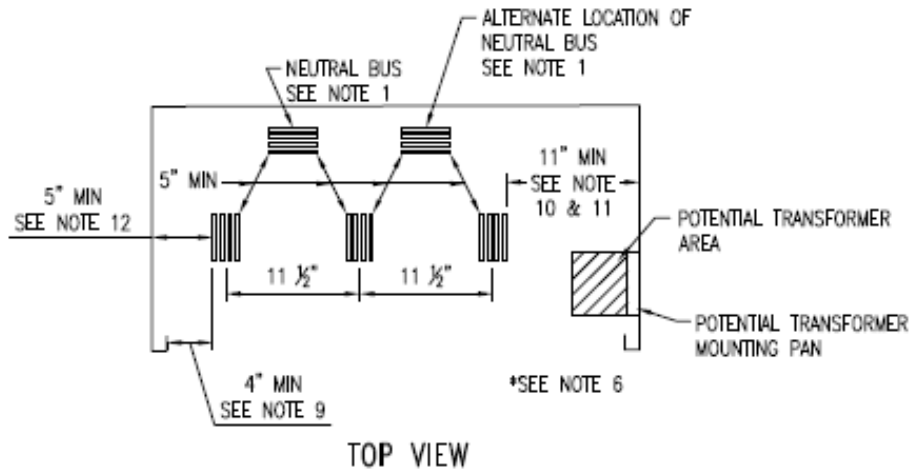 ALTERNATE LOCATION OF
NEUTRAL BUS
SEE NOTE 1
NEUTRAL BUS
SEE NOTE 1
5" MIN
11" MIN
SEE NOTE
10 & 11
5" MIN
SEE NOTE 12
POTENTIAL TRANSFORMER
AREA
11 ½"
11 ½"
POTENTIAL TRANSFORMER
MOUNTING PAN
4" MIN
SEE NOTE 9
*SEE NOTE 6
TOP VIEW